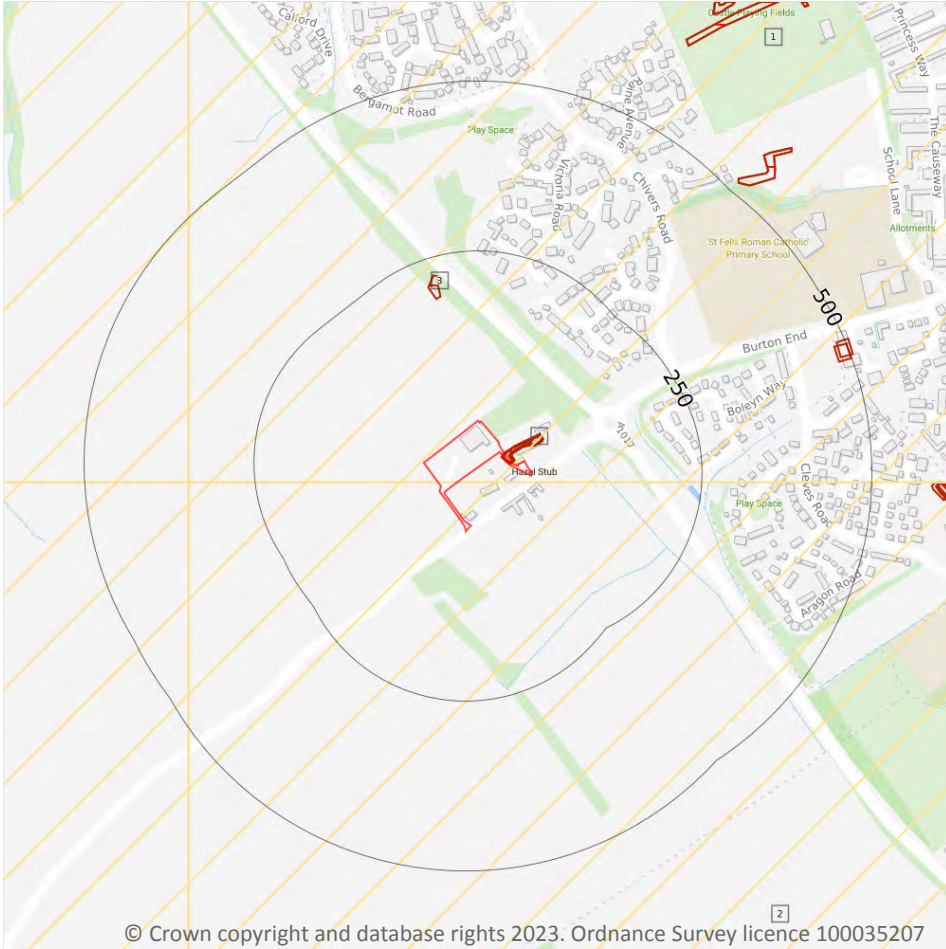 Calford Drive
Castle Playing Fields
1
Princess Way
Bergamot Road
Play Space
Paine Avenue
The Causeway
Victoria Road
Chivers Road
School Lane
Allotments
St Felix Roman Catholic
Primary School
3
500
Burton End
250
Boleyn Way
A1017
Hazel Stub
Cleves Road
Play Space
Aragon Road
2
© Crown copyright and database rights 2023. Ordnance Survey licence 100035207